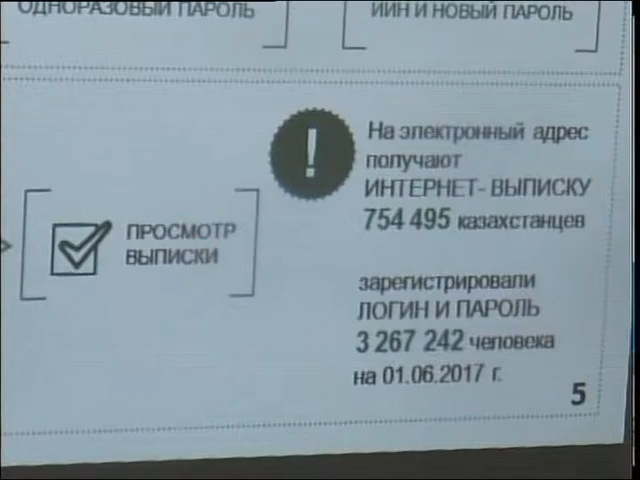 ОДНОРАЗОВЫЙ ПАРОЛЬ
ИИН И НОВЫЙ ПАРОЛЬ
ПРОСМОТР
ВЫПИСКИ
!
На электронный адрес
получают
ИНТЕРНЕТ- ВЫПИСКУ
754 495 казахстанцев
зарегистрировали
ЛОГИН И ПАРОЛЬ
3 267 242 человека
на 01.06.2017 г.
5